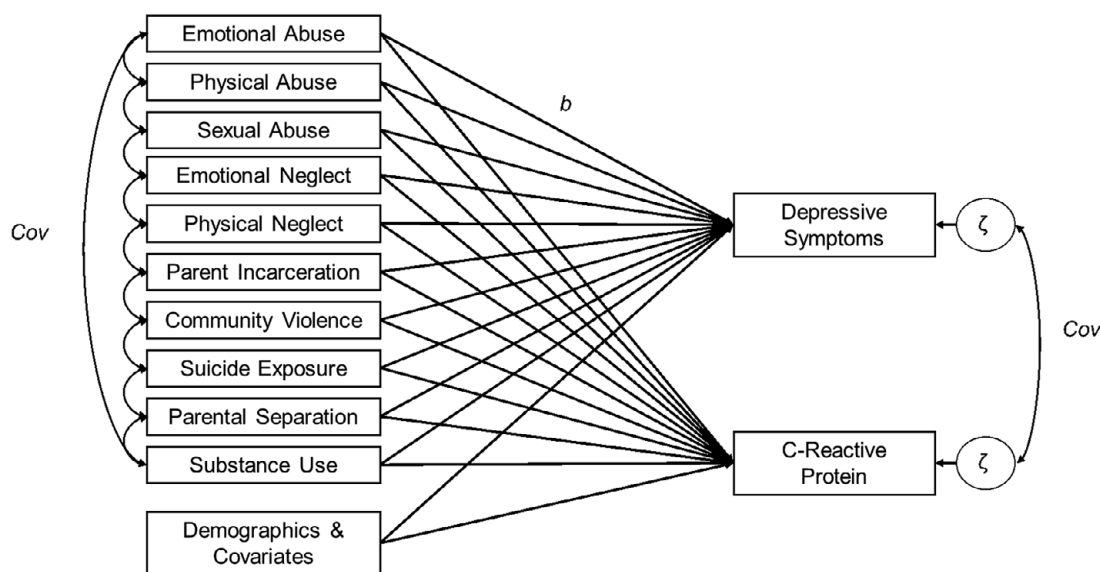 Emotional Abuse
Physical Abuse
Sexual Abuse
Emotional Neglect
Physical Neglect
Parent Incarceration
Community Violence
Suicide Exposure
Parental Separation
Substance Use
Demographics &
Covariates
Cov
b
Depressive
Symptoms
ζ
C-Reactive
Protein
ζ
Cov